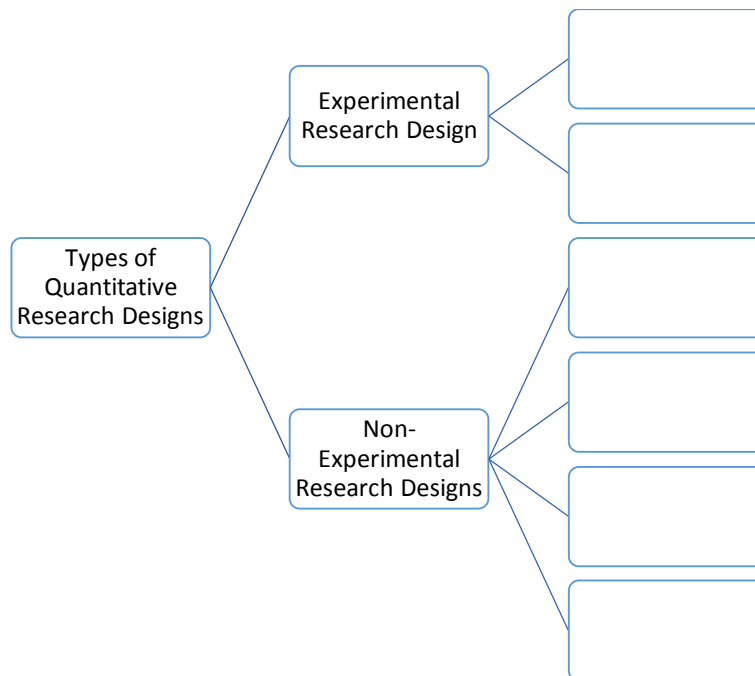 Experimental
Research Design
Types of
Quantitative
Research Designs
Non-
Experimental
Research Designs